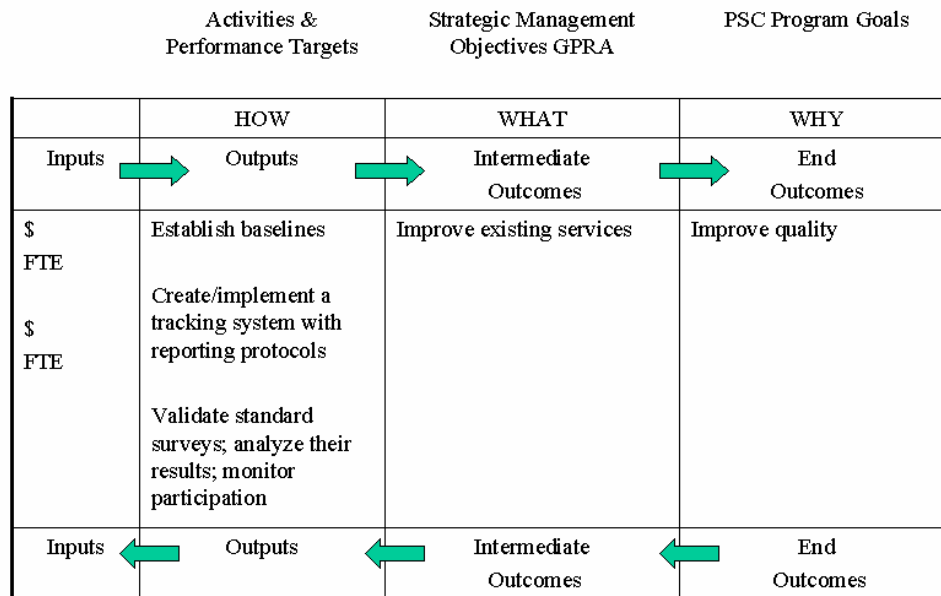 Activities &
Performance Targets
Strategic Management
Objectives GPRA
PSC Program Goals
HOW
WHAT
WHY
Inputs
Outputs
Intermediate
Outcomes
End
Outcomes
$
FTE
$
FTE
Establish baselines
Create/implement a
tracking system with
reporting protocols
Validate standard
surveys; analyze their
results; monitor
participation
Improve existing services
Improve quality
Inputs
Outputs
Intermediate
Outcomes
End
Outcomes